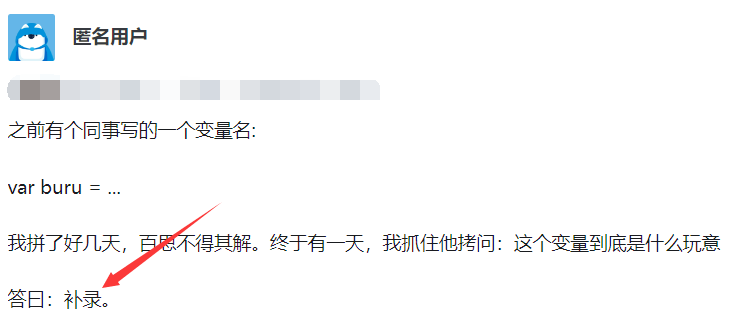 匿名用户
之前有个同事写的一个变量名:
var buru = ...
我拼了好几天，百思不得其解。终于有一天，我抓住他拷问：这个变量到底是什么玩意
答曰：补录。